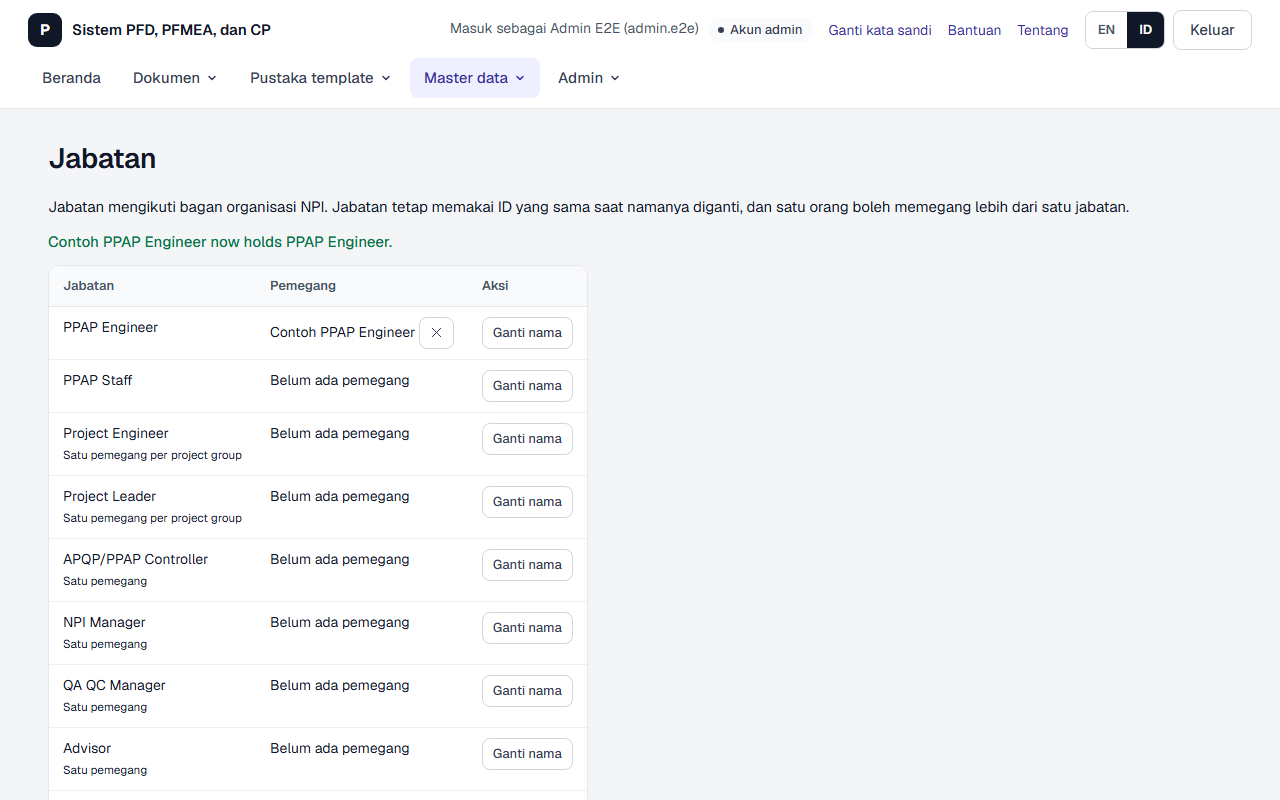 P Sistem PFD, PFMEA, dan CP
Masuk sebagai Admin E2E (admin.e2e) Akun admin Ganti kata sandi Bantuan Tentang EN ID Keluar
Beranda Dokumen Pustaka template Master data Admin
Jabatan
Jabatan mengikuti bagan organisasi NPI. Jabatan tetap memakai ID yang sama saat namanya diganti, dan satu orang boleh memegang lebih dari satu jabatan.
Contoh PPAP Engineer now holds PPAP Engineer.
Jabatan Pemegang Aksi
PPAP Engineer Contoh PPAP Engineer Ganti nama
PPAP Staff Belum ada pemegang Ganti nama
Project Engineer Belum ada pemegang Ganti nama
Satu pemegang per project group
Project Leader Belum ada pemegang Ganti nama
Satu pemegang per project group
APQP/PPAP Controller Belum ada pemegang Ganti nama
Satu pemegang
NPI Manager Belum ada pemegang Ganti nama
Satu pemegang
QA QC Manager Belum ada pemegang Ganti nama
Satu pemegang
Advisor Belum ada pemegang Ganti nama
Satu pemegang